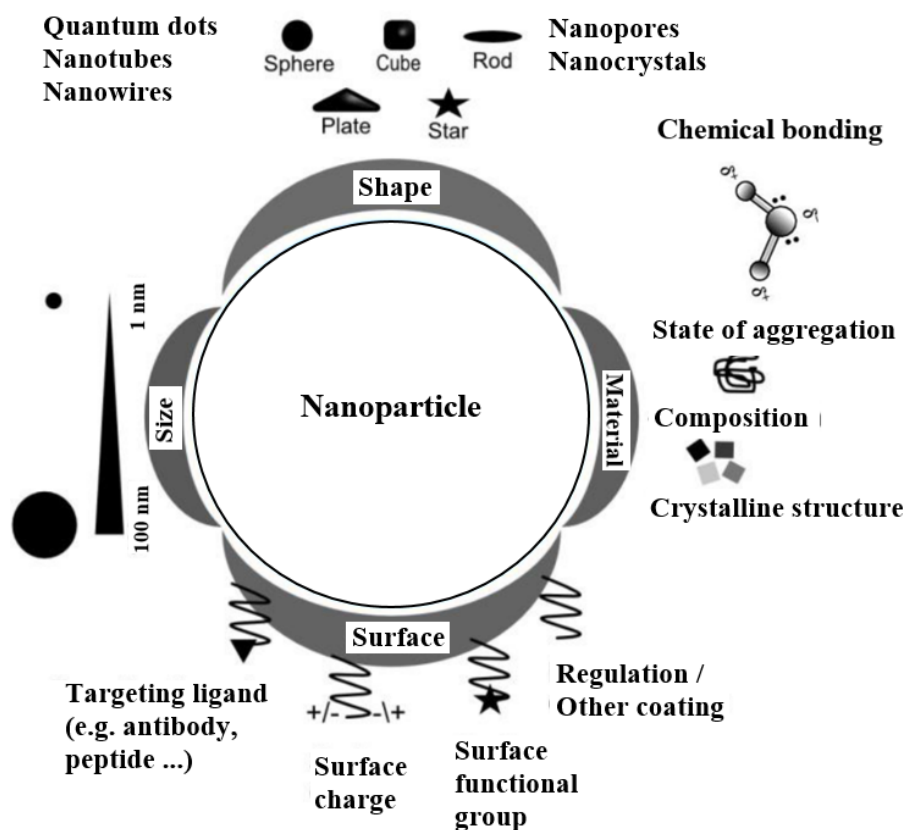 Quantum dots
Nanotubes
Nanowires
Sphere
Cube
Rod
Nanopores
Nanocrystals
Plate
Star
Chemical bonding
Shape
δ+
δ-
δ+
1 nm
100 nm
Size
Nanoparticle
Material
State of aggregation
Composition
Crystalline structure
Surface
Targeting ligand
(e.g. antibody,
peptide ...)
+/-
-\+
Surface
charge
Surface
functional
group
Regulation /
Other coating